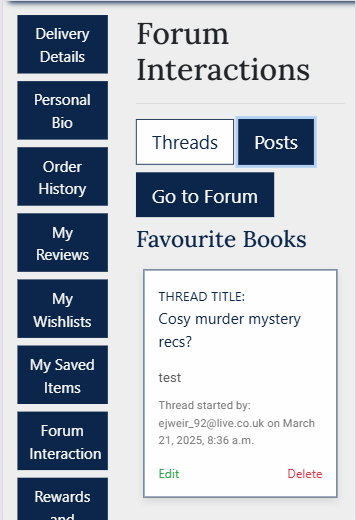 Delivery
Details
Personal
Bio
Order
History
My
Reviews
My
Wishlists
My Saved
Items
Forum
Interaction
Rewards
and
Forum
Interactions
Threads
Posts
Go to Forum
Favourite Books
THREAD TITLE:
Cosy murder mystery
recs?
test
Thread started by:
ejweir_92@live.co.uk on March
21, 2025, 8:36 a.m.
Edit
Delete